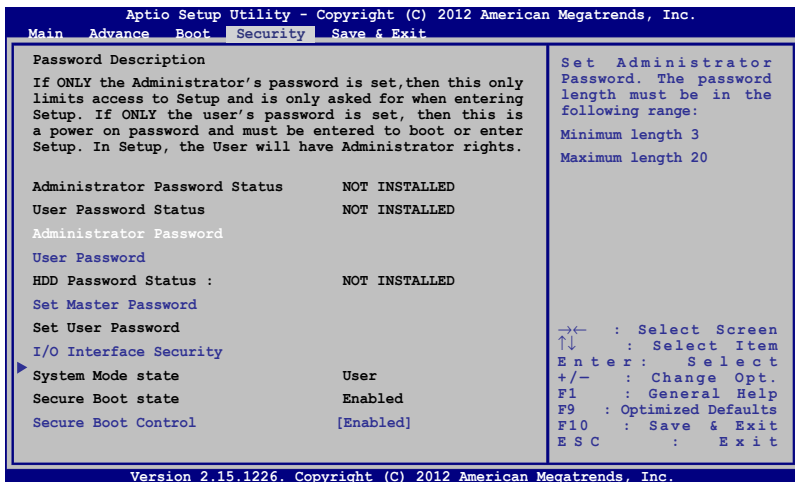 Aptio Setup Utility - Copyright (C) 2012 American Megatrends, Inc.
Main Advance Boot Security Save & Exit
Password Description
If ONLY the Administrator's password is set,then this only
limits access to Setup and is only asked for when entering
Setup. If ONLY the user's password is set, then this is
a power on password and must be entered to boot or enter
Setup. In Setup, the User will have Administrator rights.
Administrator Password Status NOT INSTALLED
User Password Status NOT INSTALLED
Administrator Password
User Password
HDD Password Status : NOT INSTALLED
Set Master Password
Set User Password
I/O Interface Security
System Mode state User
Secure Boot state Enabled
Secure Boot Control [Enabled]
Set Administrator
Password. The password
length must be in the
following range:
Minimum length 3
Maximum length 20
→← : Select Screen
↑↓ : Select Item
Enter: Select
+/— : Change Opt.
F1 : General Help
F9 : Optimized Defaults
F10 : Save & Exit
ESC : Exit
Version 2.15.1226. Copyright (C) 2012 American Megatrends, Inc.